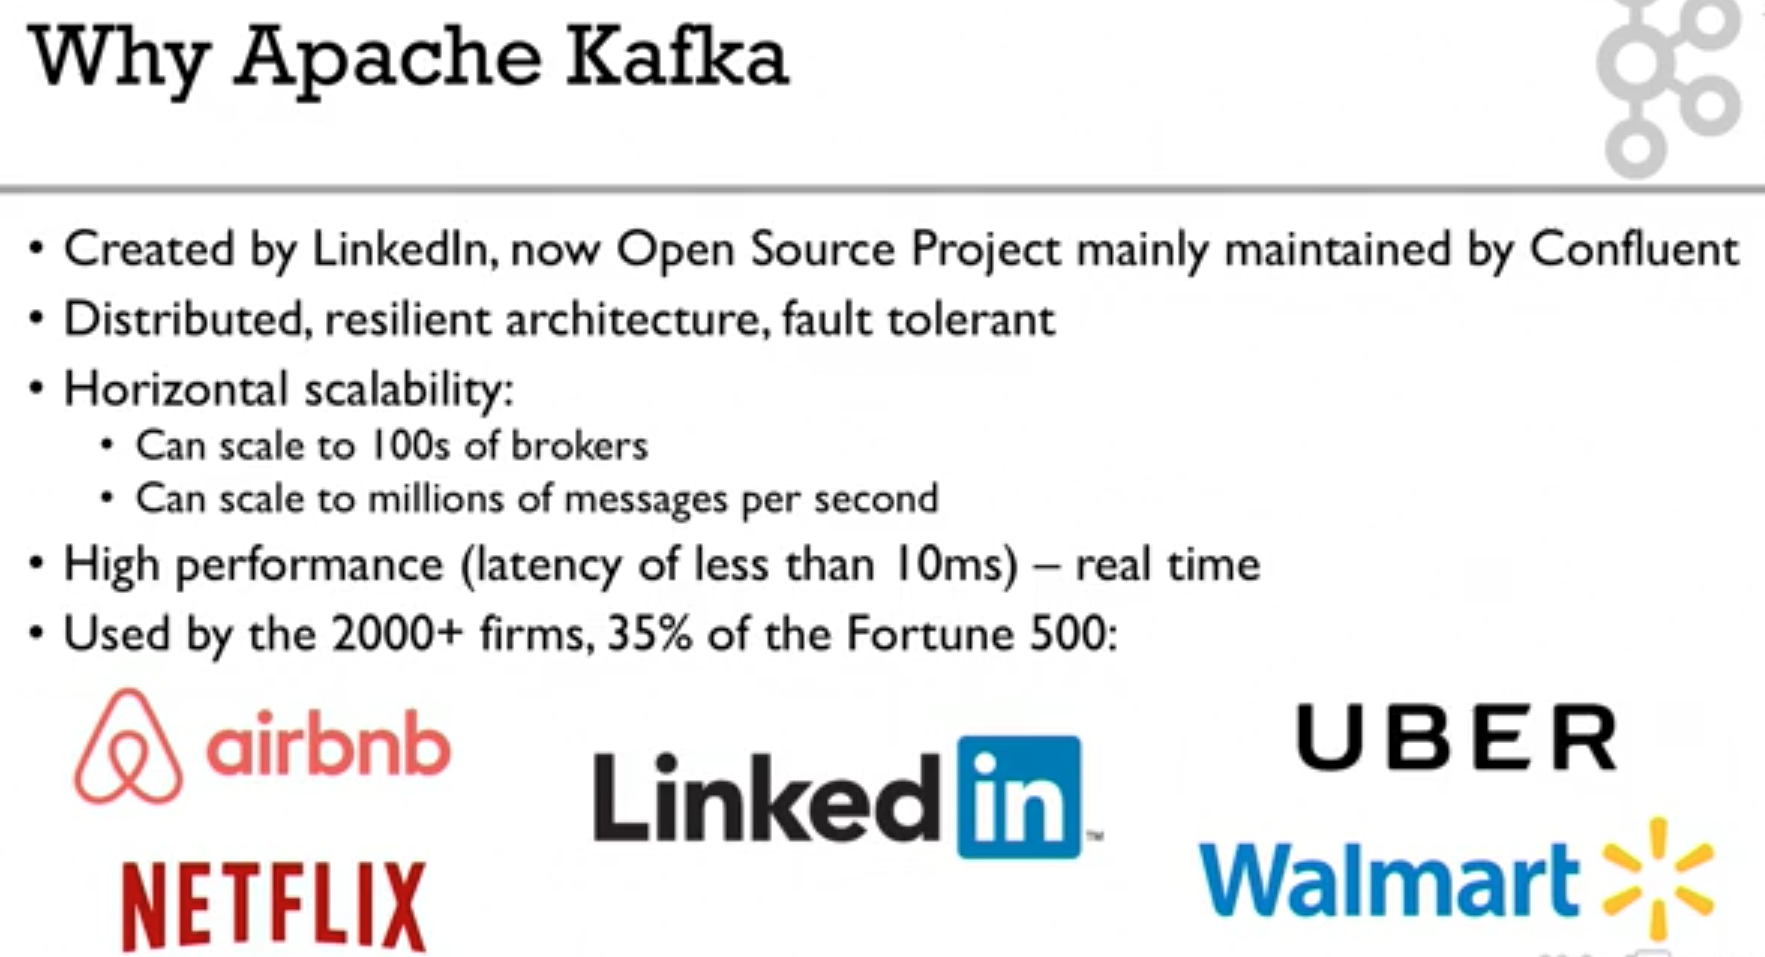 Why Apache Kafka
• Created by LinkedIn, now Open Source Project mainly maintained by Confluent
• Distributed, resilient architecture, fault tolerant
• Horizontal scalability:
• Can scale to 100s of brokers
• Can scale to millions of messages per second
• High performance (latency of less than 10ms) – real time
• Used by the 2000+ firms, 35% of the Fortune 500:
airbnb
Linked in ™
UBER
NETFLIX
Walmart